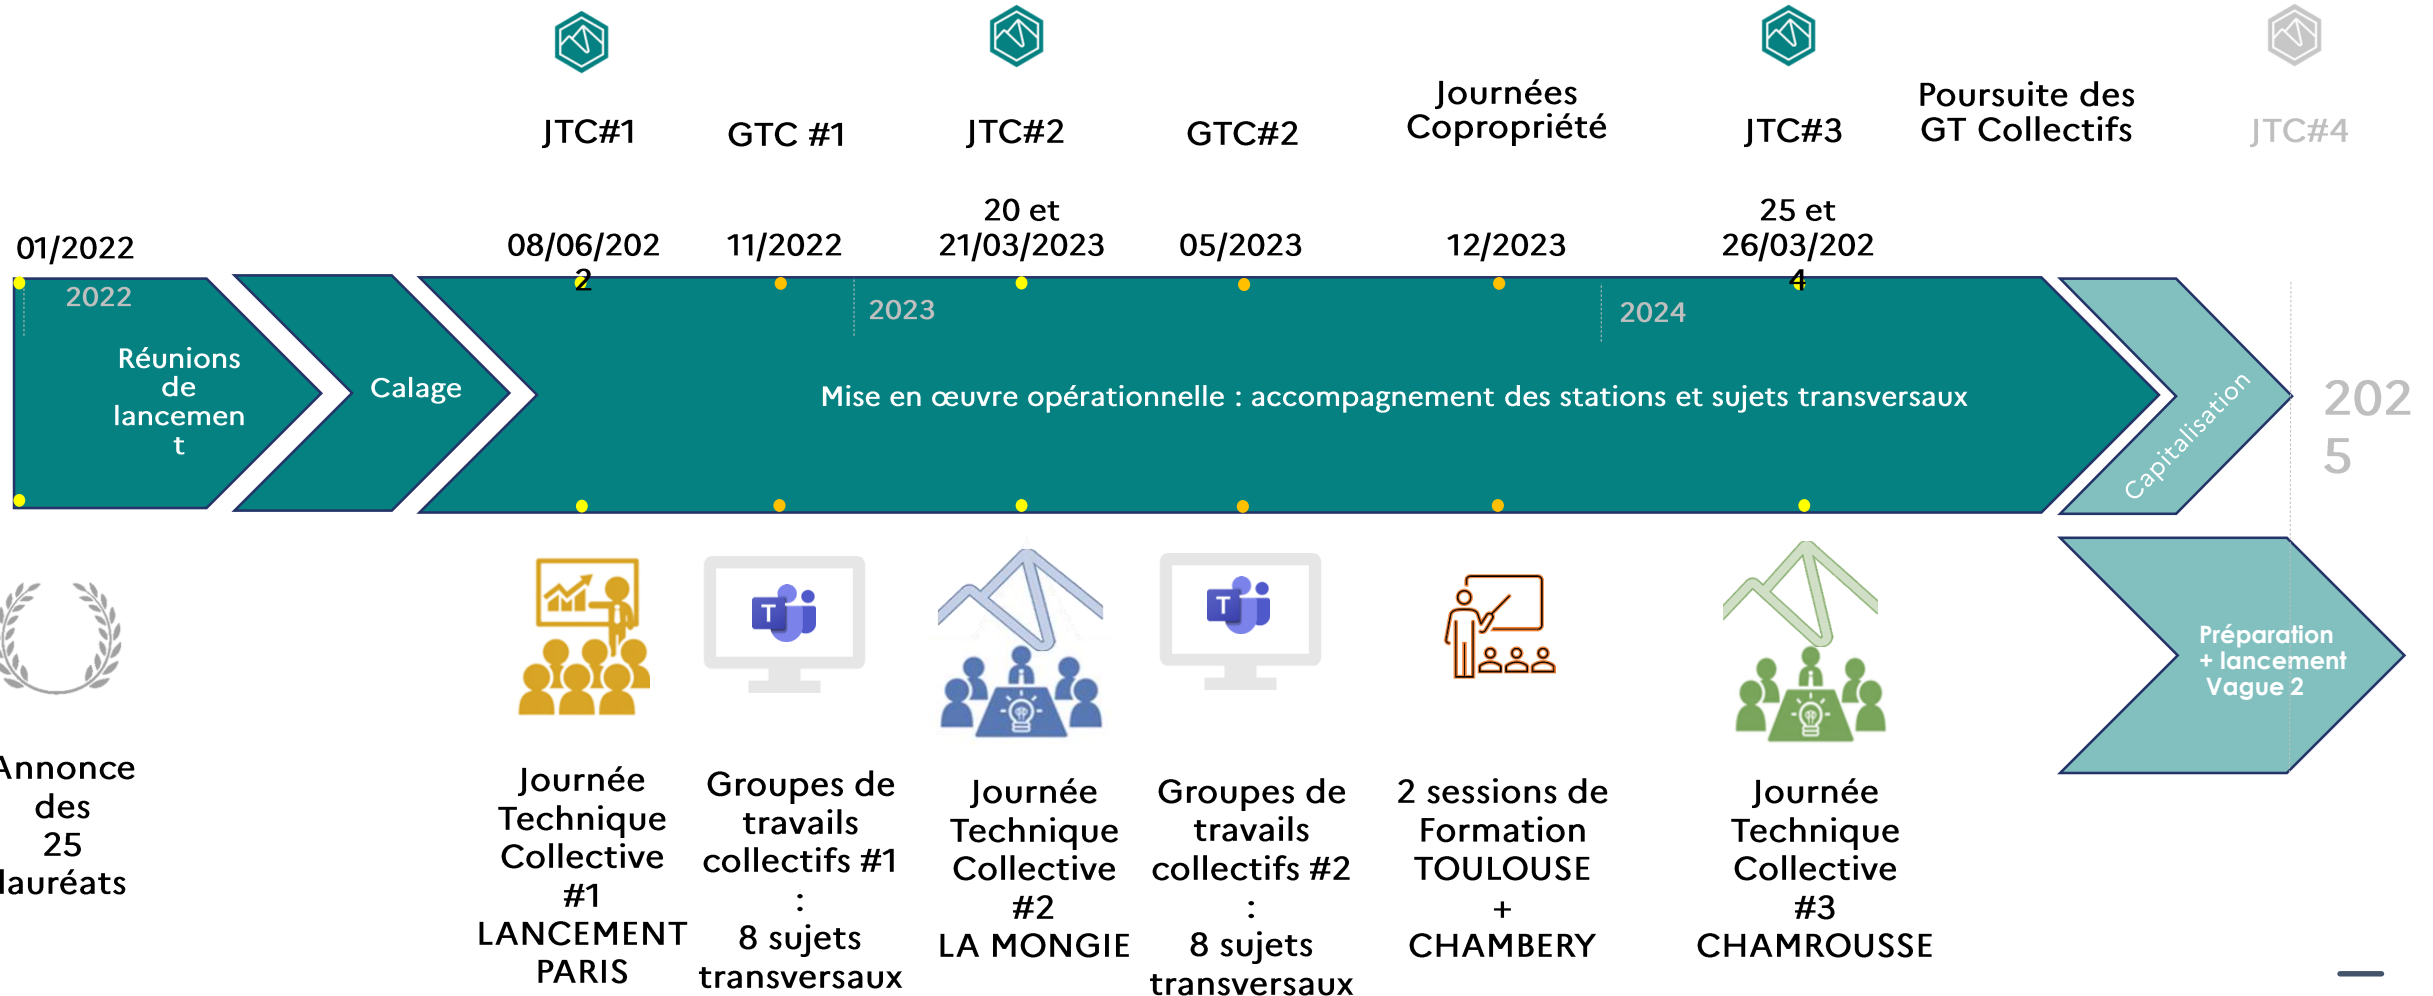 JTC#1
GTC #1
JTC#2
GTC#2
Journées
Copropriété
JTC#3
Poursuite des
GT Collectifs
JTC#4
01/2022
08/06/202
2
11/2022
20 et
21/03/2023
05/2023
12/2023
25 et
26/03/202
4
2022
2023
2024
Réunions
de
lancemen
t
Calage
Mise en œuvre opérationnelle : accompagnement des stations et sujets transversaux
Capitalisation
202
5
Préparation
+ lancement
Vague 2
T
T
Annonce
des
25
lauréats
Journée
Technique
Collective
#1
LANCEMENT
PARIS
Groupes de
travails
collectifs #1
:
8 sujets
transversaux
Journée
Technique
Collective
#2
LA MONGIE
Groupes de
travails
collectifs #2
:
8 sujets
transversaux
2 sessions de
Formation
TOULOUSE
+
CHAMBERY
Journée
Technique
Collective
#3
CHAMROUSSE